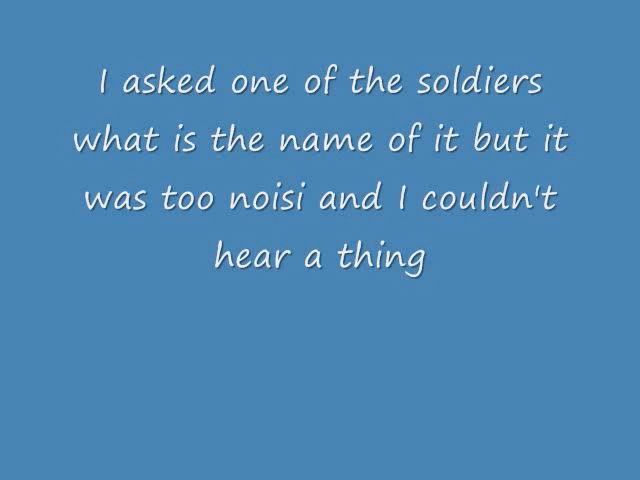 I asked one of the soldiers
what is the name of it but it
was too noisi and I couldn't
hear a thing